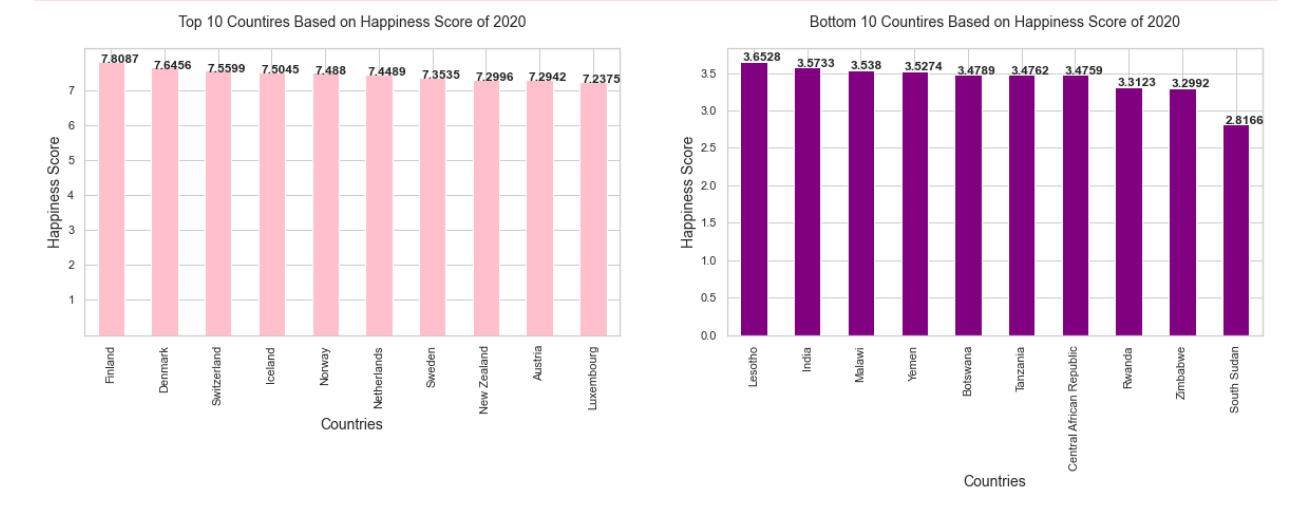 Top 10 Countires Based on Happiness Score of 2020
7.8087 7.6456 7.5599 7.5045 7.488 7.4489 7.3535 7.2996 7.2942 7.2375
7
6
5
4
3
2
1
Happiness Score
Finland
Denmark
Switzerland
Iceland
Norway
Netherlands
Sweden
New Zealand
Austria
Luxembourg
Countries
Bottom 10 Countires Based on Happiness Score of 2020
3.6528 3.5733 3.538 3.5274 3.4789 3.4762 3.4759 3.3123 3.2992 2.8166
3.5
3.0
2.5
2.0
1.5
1.0
0.5
0.0
Happiness Score
Lesotho
India
Malawi
Yemen
Botswana
Tanzania
Central African Republic
Rwanda
Zimbabwe
South Sudan
Countries